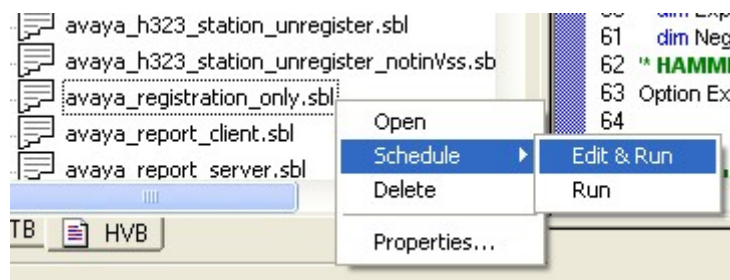 avaya_h323_station_unregister.sbl
avaya_h323_station_unregister_notinVss.sb
avaya_registration_only.sbl
avaya_report_client.sbl
avaya_report_server.sbl
TB HVB
Open
Schedule
Delete
Properties...
Edit & Run
Run
61 dim Neg
62 '* HAMM
63 Option Ex
64